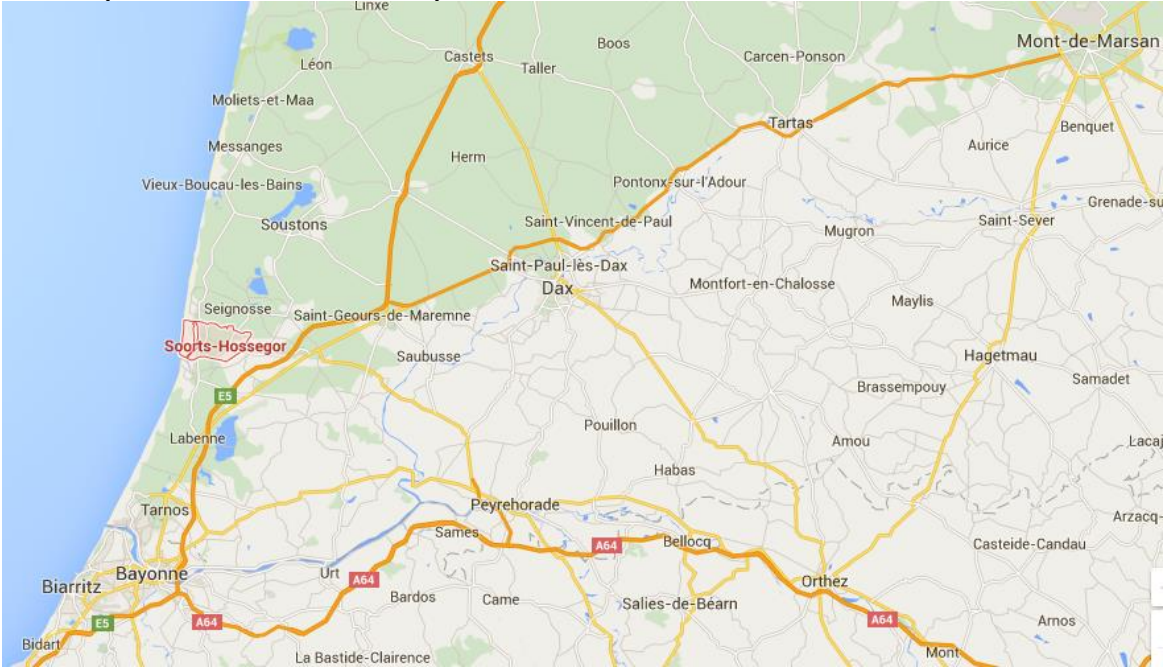 Linxe
Boos
Mont-de-Marsan
Castets
Carcen-Ponson
Léon
Taller
Moliets-et-Maa
Tartas
Benquet
Messanges
Aurice
Herm
Vieux-Boucau-les-Bains
Pontonx-sur-l'Adour
Grenade-su
Soustons
Saint-Vincent-de-Paul
Saint-Sever
Mugron
Saint-Paul-lès-Dax
Dax
Montfort-en-Chalosse
Maylis
Seignosse
Saint-Geours-de-Maremne
Soorts-Hossegor
Saubusse
Hagetmau
Samadet
Brassempouy
E5
Pouillon
Labenne
Amou
Lacaj
Habas
Peyrehorade
Tarnos
Arzacq-
Sames
A64
Bellocq
Casteide-Candau
Bayonne
Urt
A64
Orthez
Biarritz
Bardos
Came
Salies-de-Béarn
E5
A64
A64
Arnos
Bidart
La Bastide-Clairence
Mont